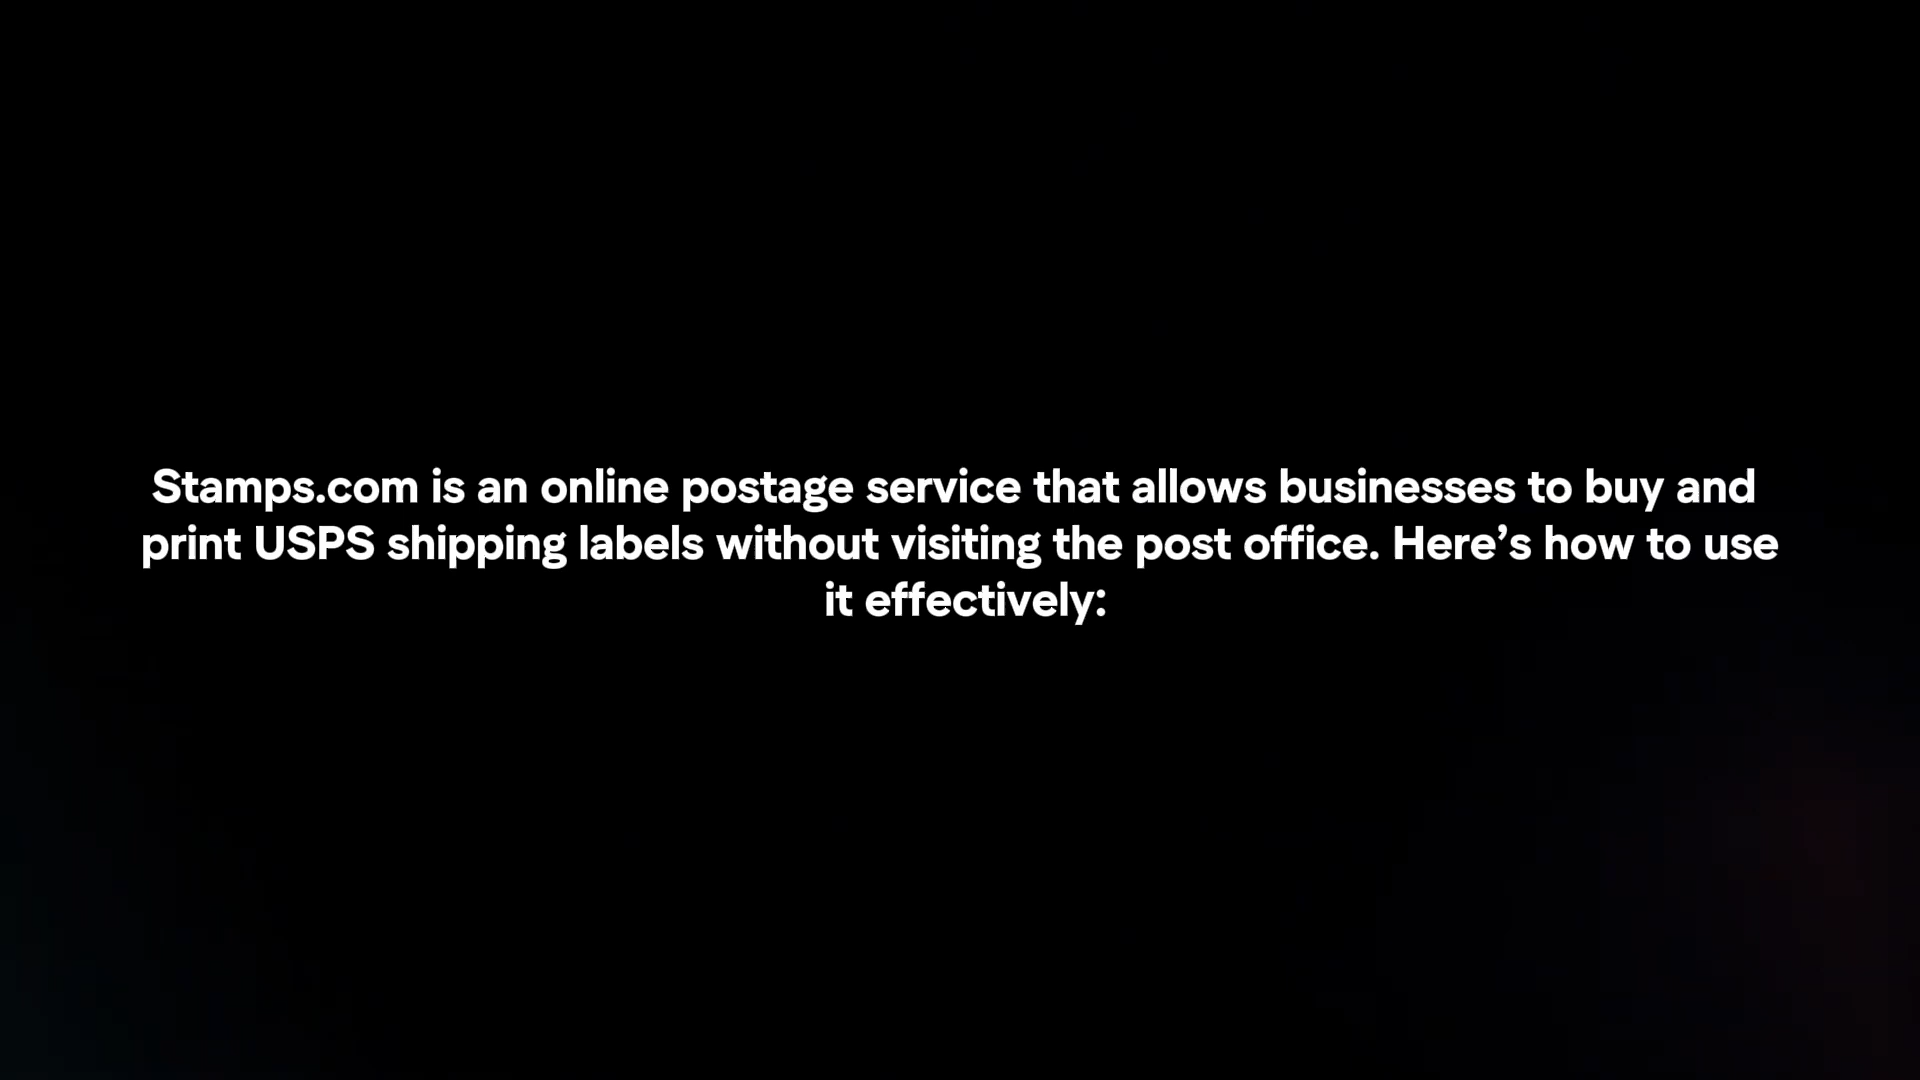 Stamps.com is an online postage service that allows businesses to buy and
print USPS shipping labels without visiting the post office. Here’s how to use
it effectively: